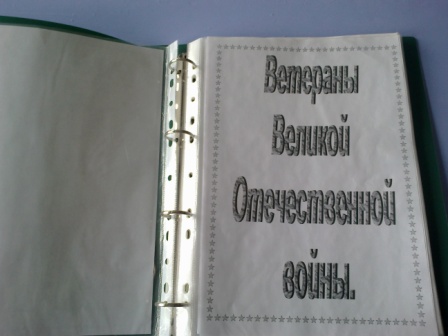 Ветераны
Великой
Отечественной
войны.